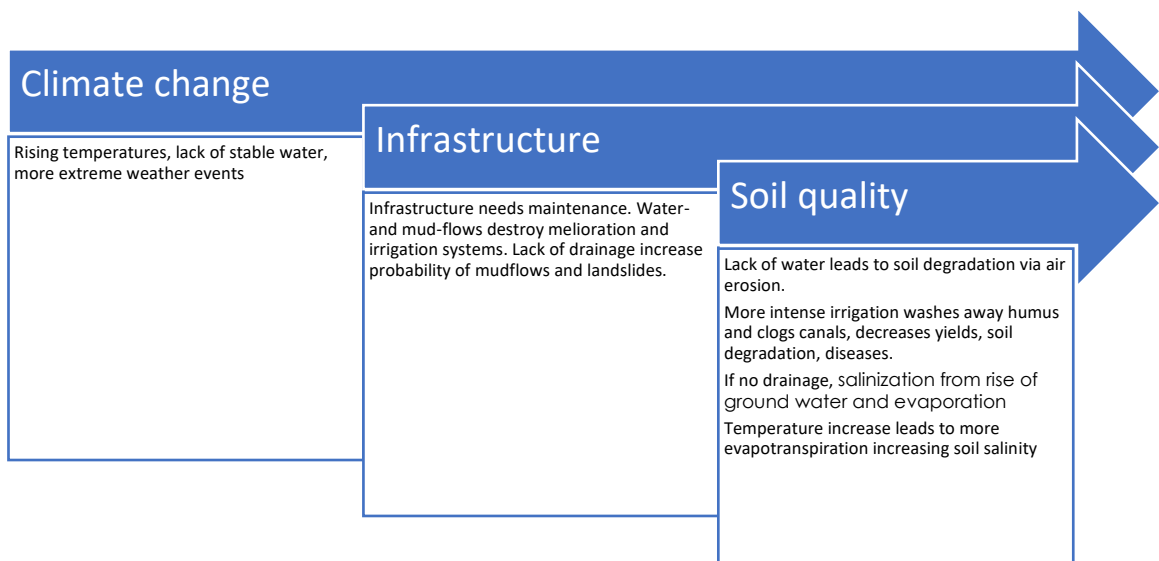 Climate change
Rising temperatures, lack of stable water,
more extreme weather events
Infrastructure
Infrastructure needs maintenance. Water-
and mud-flows destroy melioration and
irrigation systems. Lack of drainage increase
probability of mudflows and landslides.
Soil quality
Lack of water leads to soil degradation via air
erosion.
More intense irrigation washes away humus
and clogs canals, decreases yields, soil
degradation, diseases.
If no drainage, salinization from rise of
ground water and evaporation
Temperature increase leads to more
evapotranspiration increasing soil salinity